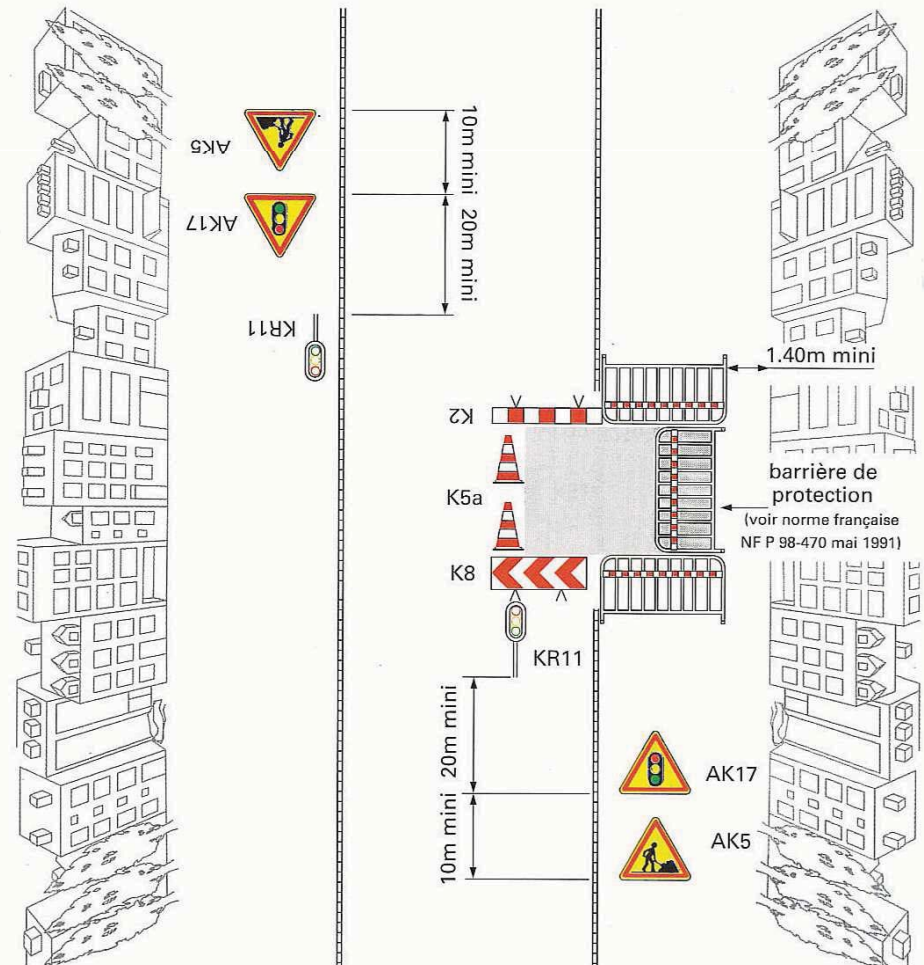 AK5
10m mini
AK17
20m mini
KR11
1.40m mini
K2
K5a
barrière de
protection
(voir norme française
NF P 98-470 mai 1991)
K8
KR11
20m mini
AK17
10m mini
AK5